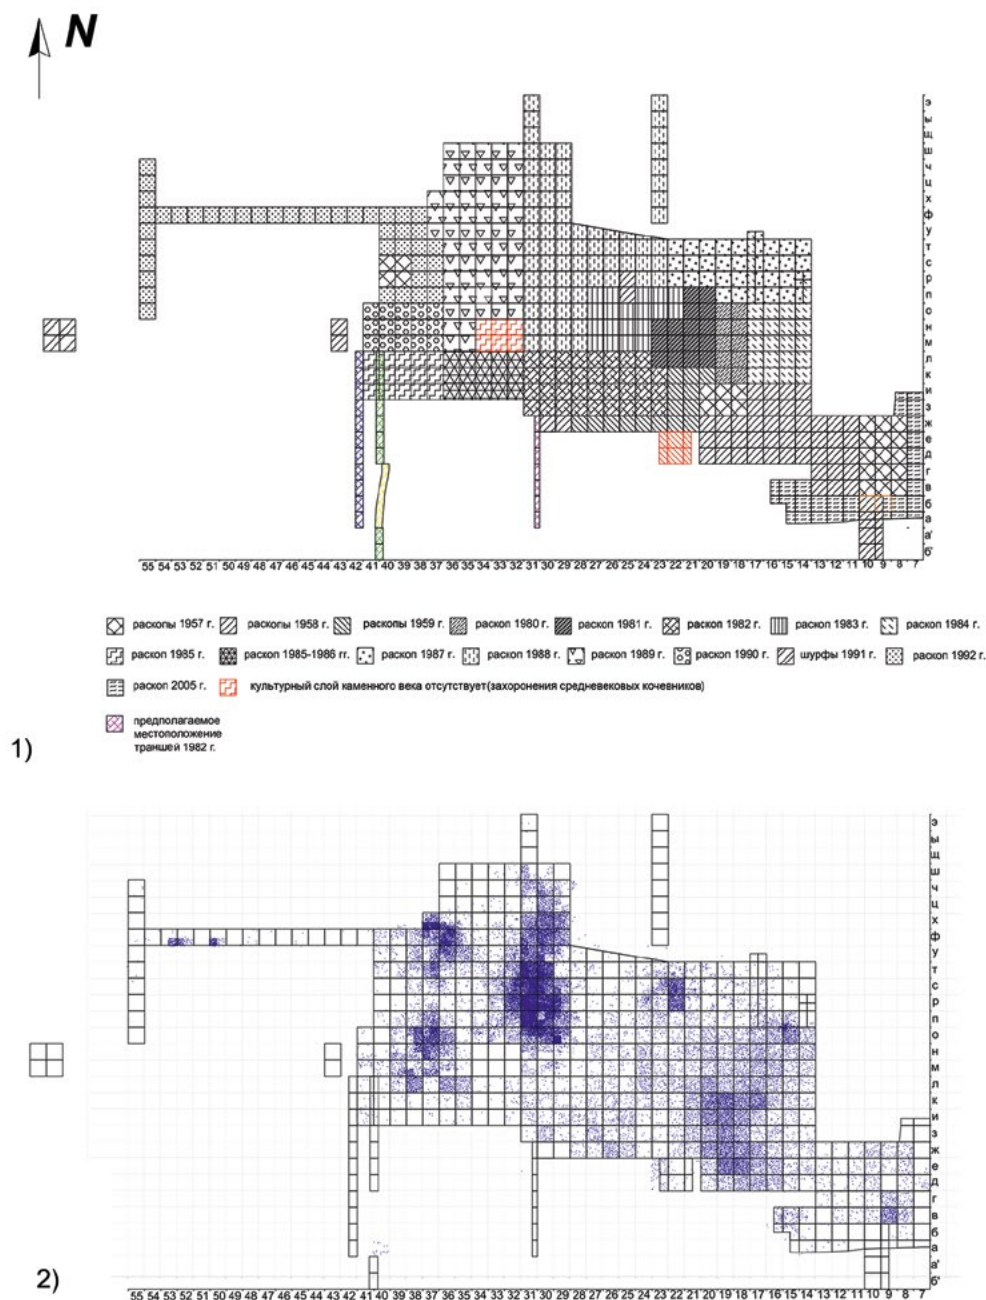 N
э
ы
щ
ш
ч
ц
х
ф
у
т
с
р
п
о
н
м
л
к
и
з
ж
е
д
г
в
б
а
а'
б'
55 54 53 52 51 50 49 48 47 46 45 44 43 42 41 40 39 38 37 36 35 34 33 32 31 30 29 28 27 26 25 24 23 22 21 20 19 18 17 16 15 14 13 12 11 10 9 8 7
раскопы 1957 г. раскопы 1958 г. раскопы 1959 г. раскоп 1980 г. раскоп 1981 г. раскоп 1982 г. раскоп 1983 г. раскоп 1984 г.
раскоп 1985 г. раскоп 1985-1986 гг. раскоп 1987 г. раскоп 1988 г. раскоп 1989 г. раскоп 1990 г. шурфы 1991 г. раскоп 1992 г.
раскоп 2005 г. культурный слой каменного века отсутствует(захоронения средневековых кочевников)
предполагаемое
местоположение
траншей 1982 г.
1)
э
ы
щ
ш
ч
ц
х
ф
у
т
с
р
п
о
н
м
л
к
и
з
ж
е
д
г
в
б
а
а'
б'
2)
55 54 53 52 51 50 49 48 47 46 45 44 43 42 41 40 39 38 37 36 35 34 33 32 31 30 29 28 27 26 25 24 23 22 21 20 19 18 17 16 15 14 13 12 11 10 9 8 7